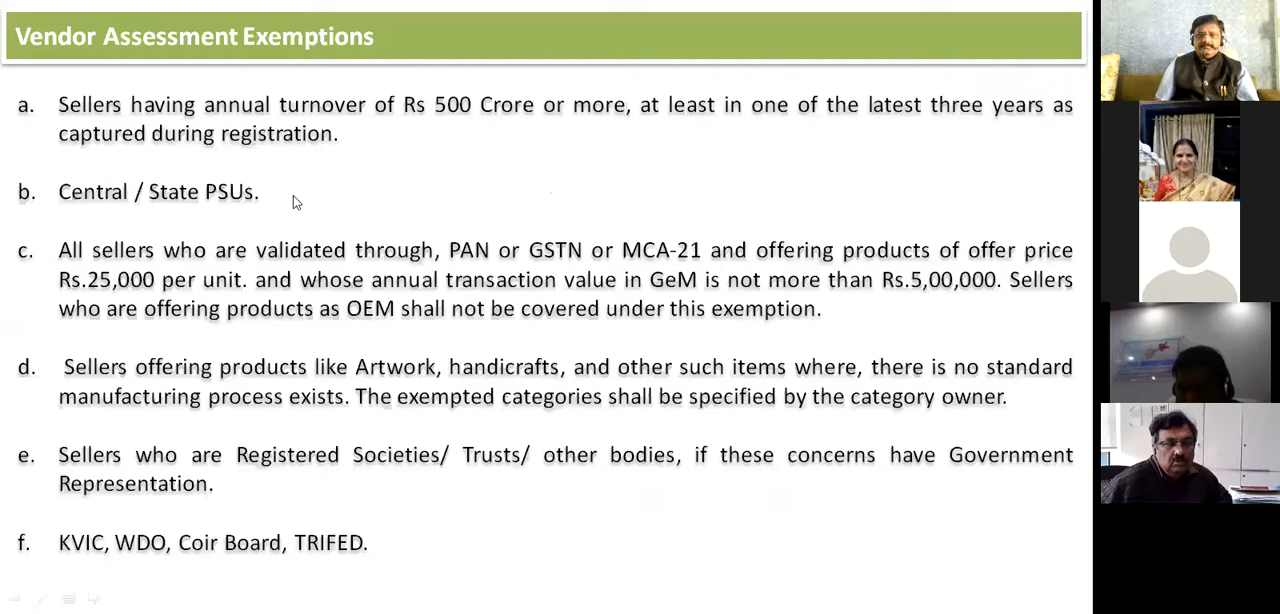 Vendor Assessment Exemptions
a. Sellers having annual turnover of Rs 500 Crore or more, at least in one of the latest three years as
captured during registration.
b. Central / State PSUs.
c. All sellers who are validated through, PAN or GSTN or MCA-21 and offering products of offer price
Rs.25,000 per unit. and whose annual transaction value in GeM is not more than Rs.5,00,000. Sellers
who are offering products as OEM shall not be covered under this exemption.
d. Sellers offering products like Artwork, handicrafts, and other such items where, there is no standard
manufacturing process exists. The exempted categories shall be specified by the category owner.
e. Sellers who are Registered Societies/ Trusts/ other bodies, if these concerns have Government
Representation.
f. KVIC, WDO, Coir Board, TRIFED.